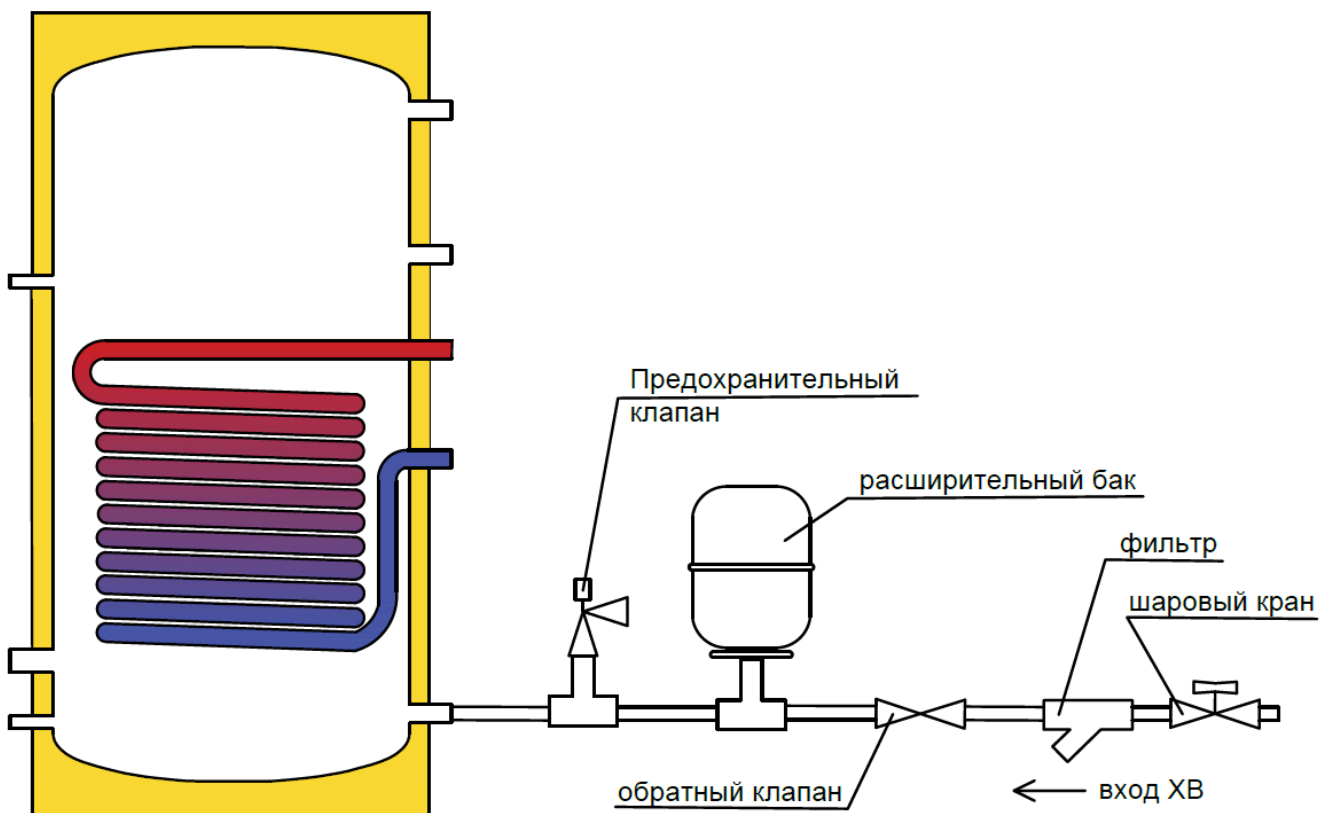 Предохранительный
клапан
расширительный бак
фильтр
шаровый кран
обратный клапан
вход ХВ